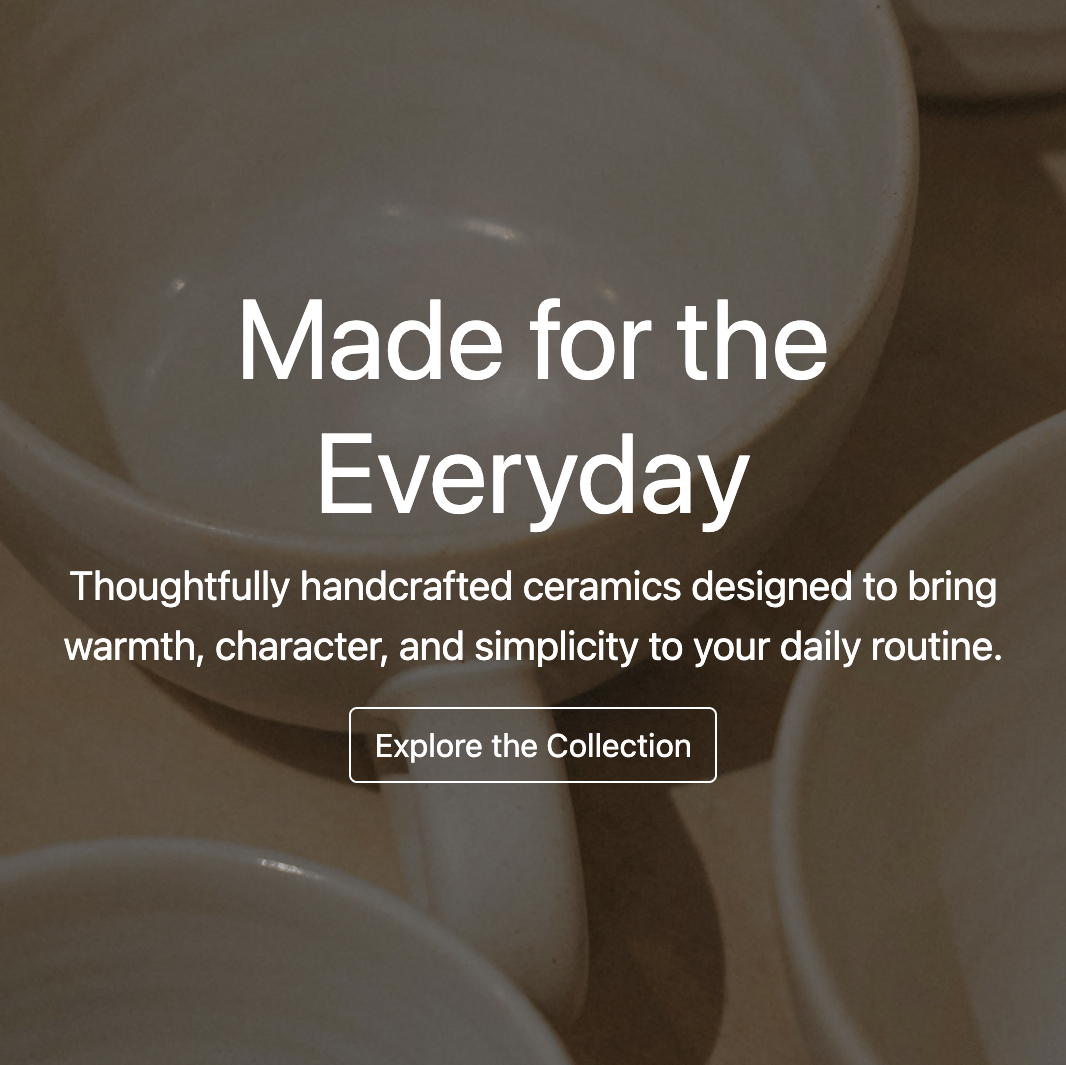 Made for the
Everyday
Thoughtfully handcrafted ceramics designed to bring
warmth, character, and simplicity to your daily routine.
Explore the Collection